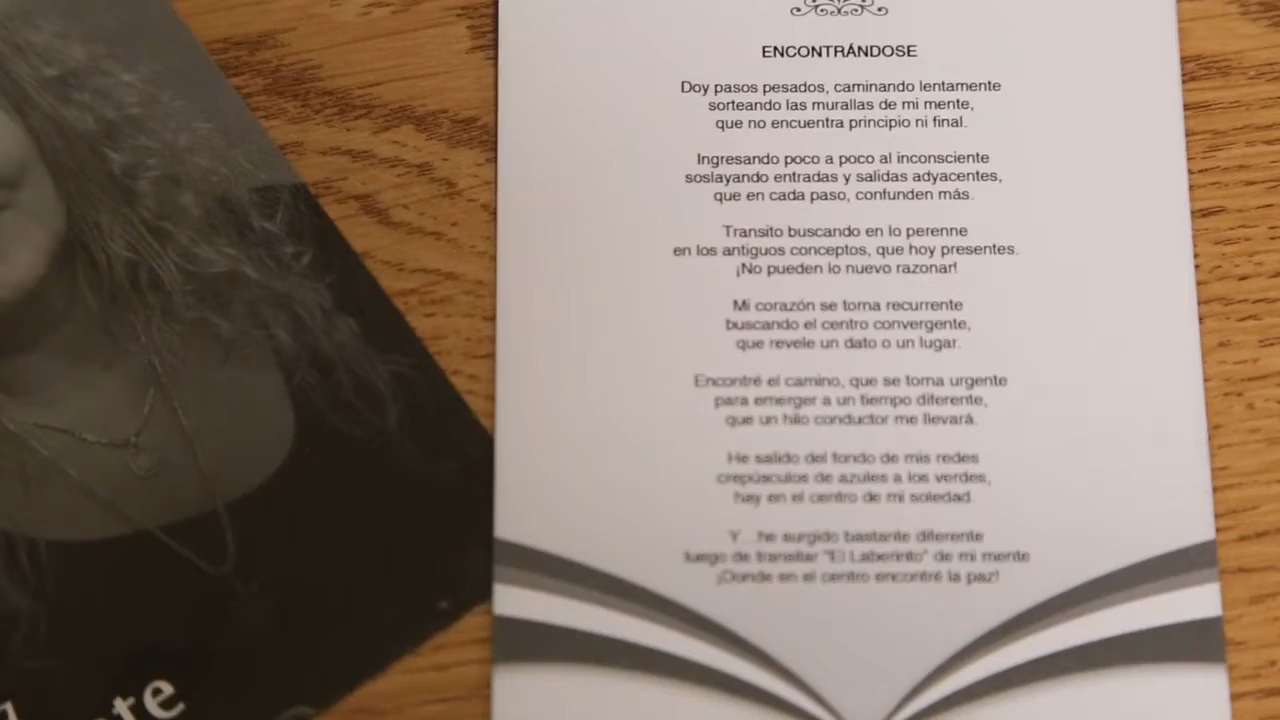 ENCONTRÁNDOSE
Doy pasos pesados, caminando lentamente
sorteando las murallas de mi mente,
que no encuentra principio ni final.
Ingresando poco a poco al inconsciente
soslayando entradas y salidas adyacentes,
que en cada paso, confunden más.
Transito buscando en lo perenne
en los antiguos conceptos, que hoy presentes.
¡No pueden lo nuevo razonar!
Mi corazón se torna recurrente
buscando el centro convergente,
que revele un dato o un lugar.
Encontré el camino, que se torna urgente
para emerger a un tiempo diferente,
que un hilo conductor me llevará.
He salido del fondo de mis redes
crepúsculos de azules a los verdes,
hay en el centro de mi soledad
Y...he surgido bastante diferente
luego de transitar "El Laberinto" de mi mente
¡Donde en el centro encontré la paz!